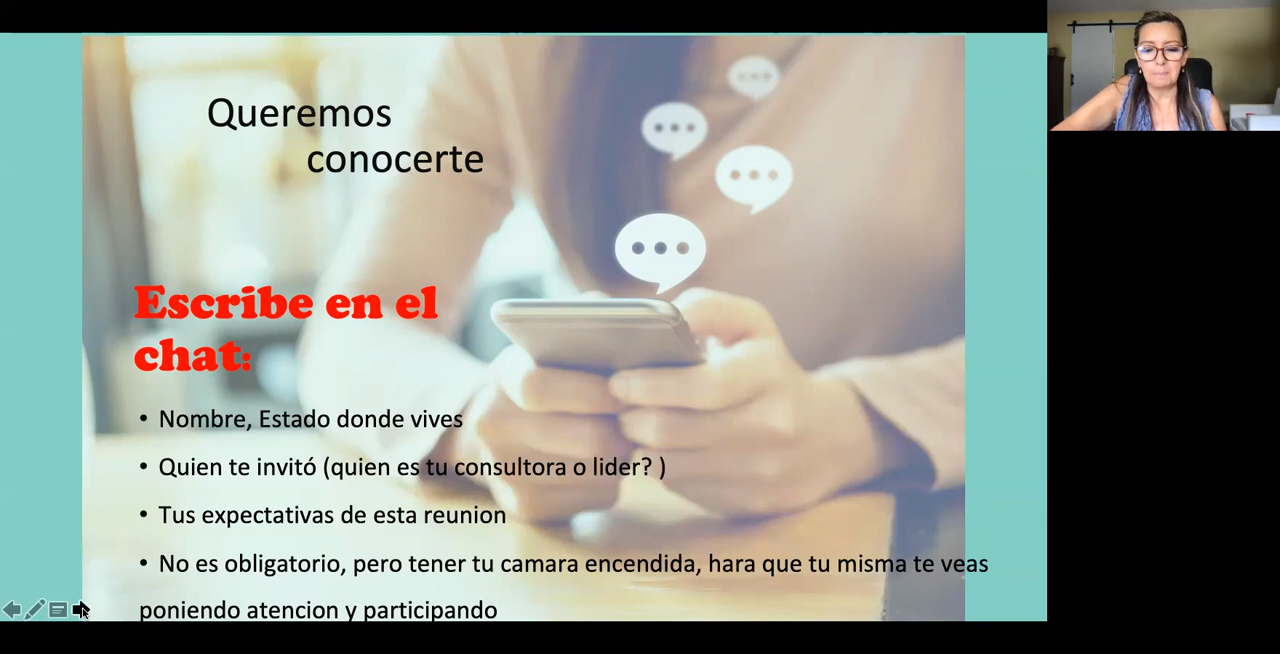 Queremos
conocerte
Escribe en el
chat:
• Nombre, Estado donde vives
• Quien te invitó (quien es tu consultora o lider? )
• Tus expectativas de esta reunion
• No es obligatorio, pero tener tu camara encendida, hara que tu misma te veas
poniendo atencion y participando